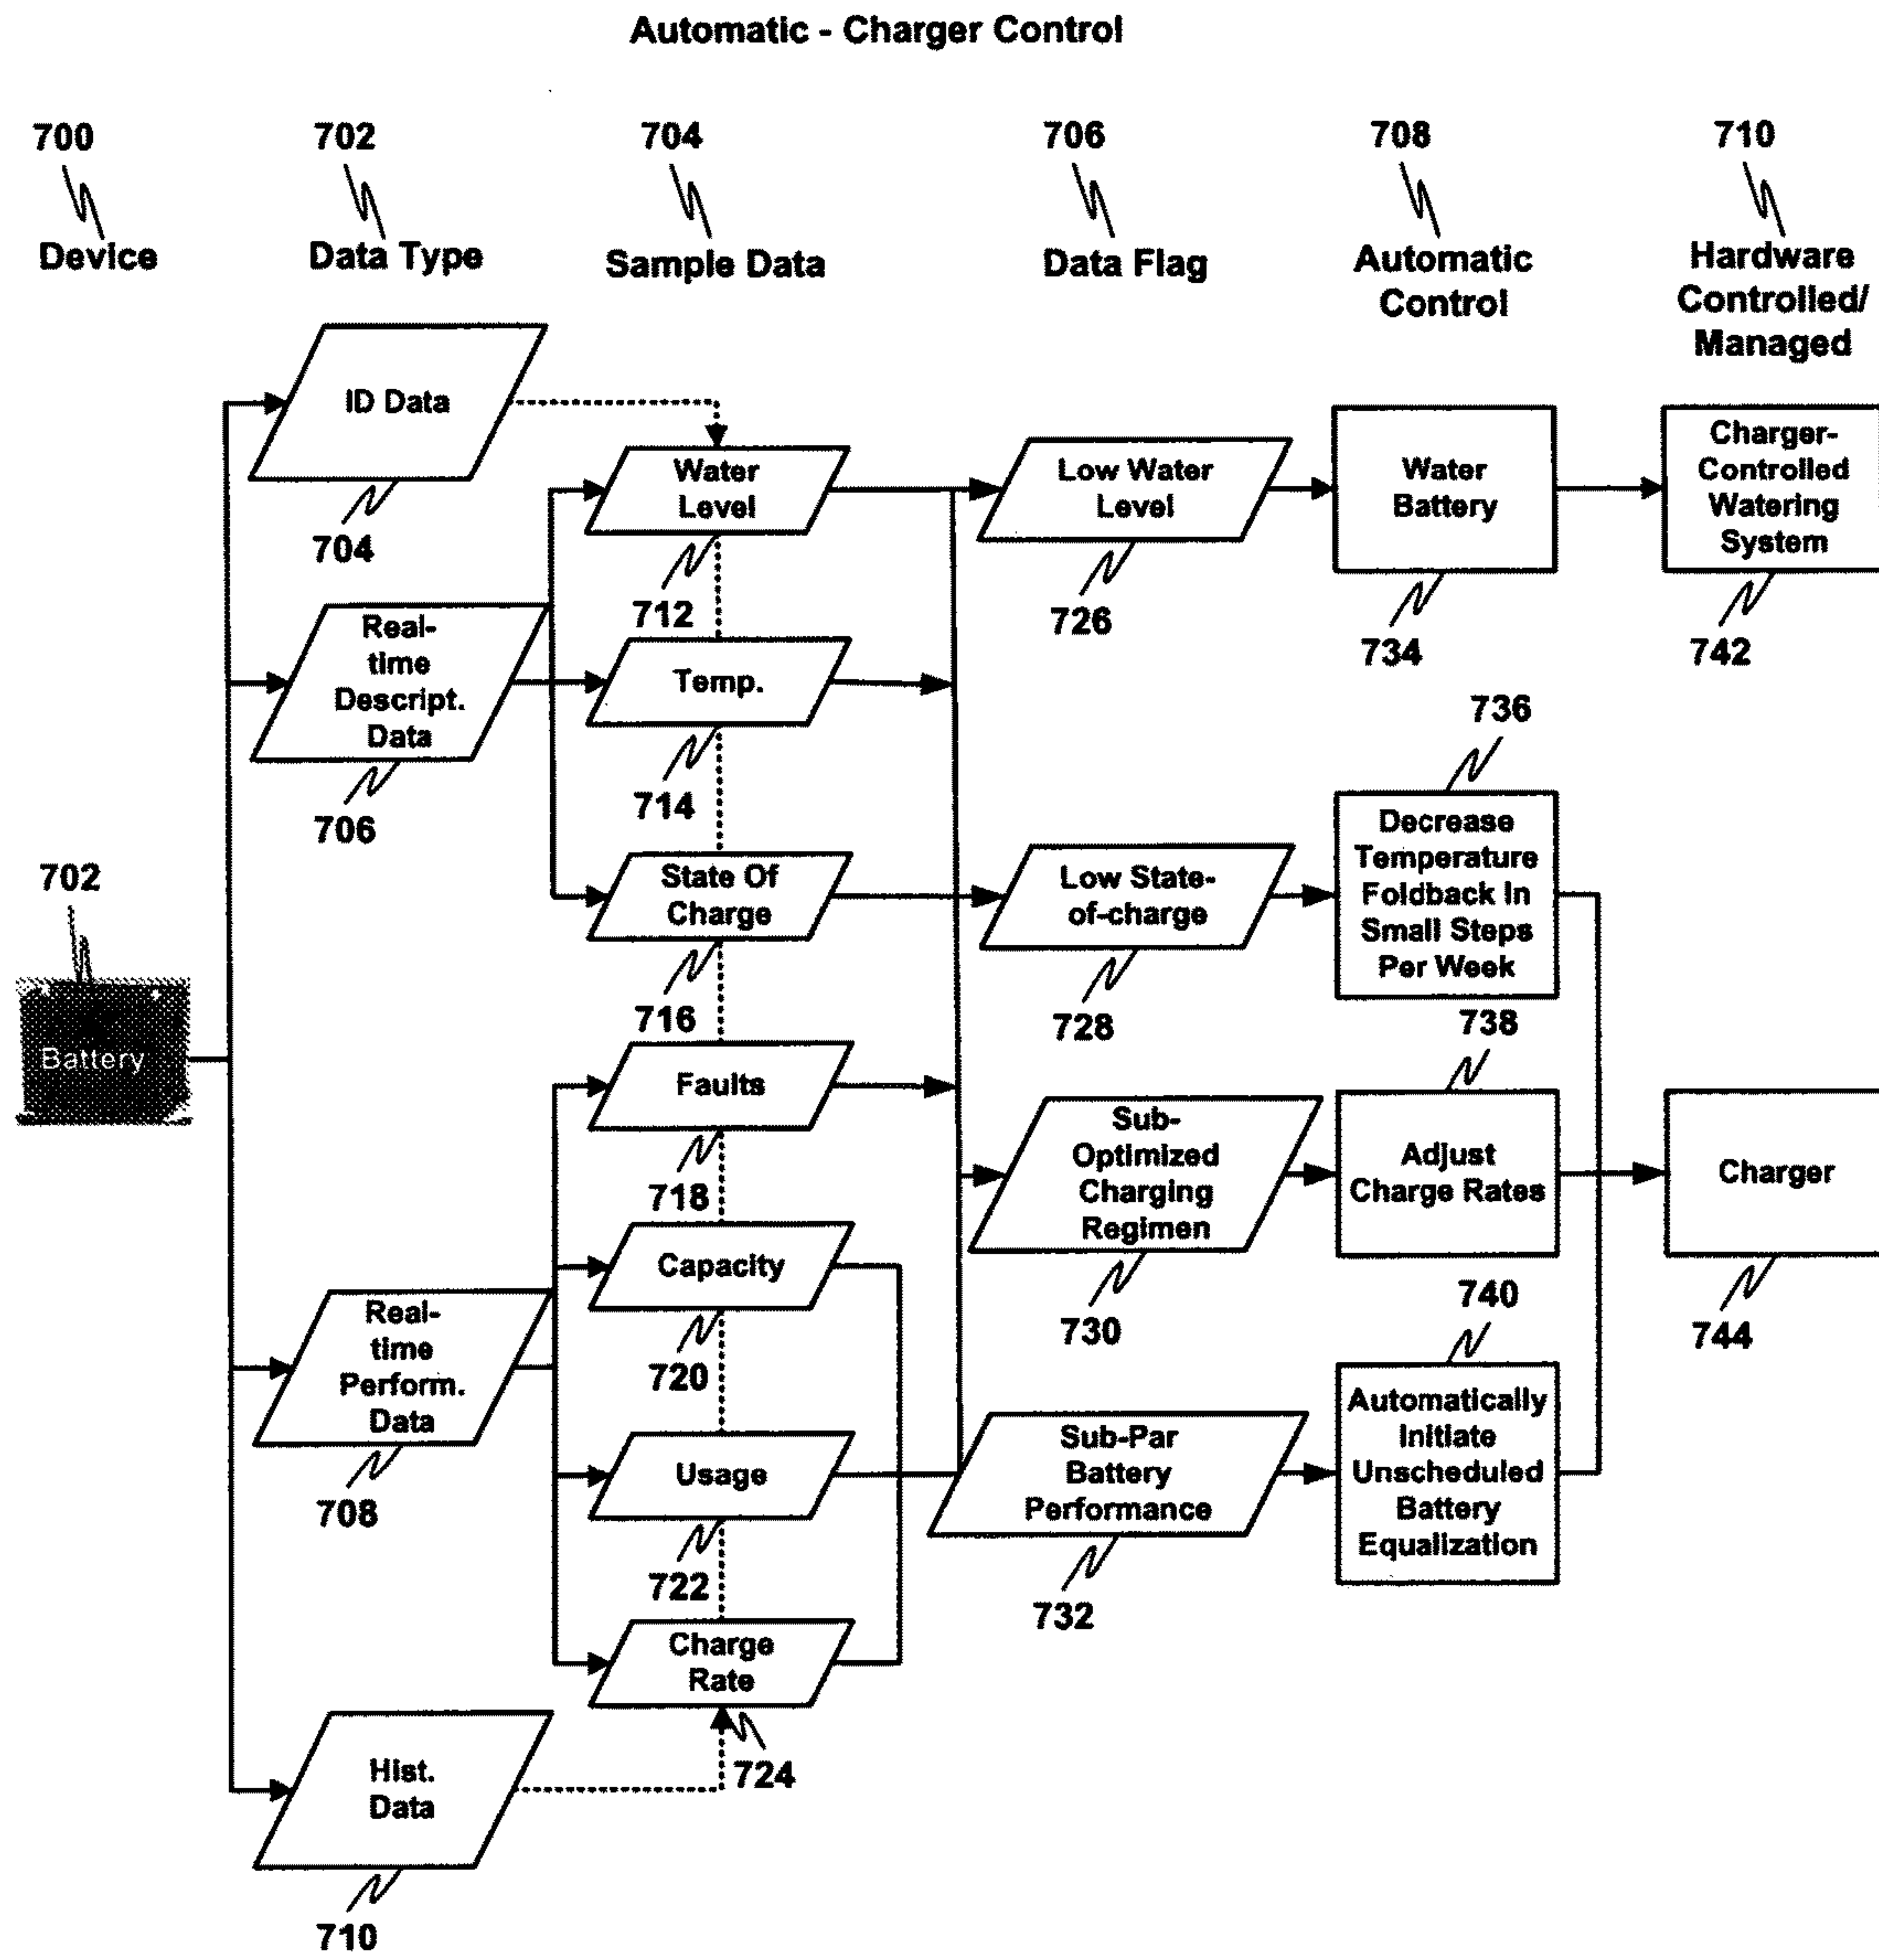 Automatic - Charger Control
700
702
704
706
708
710
Device
Data Type
Sample Data
Data Flag
Automatic
Control
Hardware
Controlled/
Managed
ID Data
704
Real-
time
Descript.
Data
706
702
Battery
Real-
time
Perform.
Data
708
Hist.
Data
710
Water
Level
712
Temp.
714
State Of
Charge
716
Faults
718
Capacity
720
Usage
722
Charge
Rate
724
Low Water
Level
726
Low State-
of-charge
728
Sub-
Optimized
Charging
Regimen
730
Sub-Par
Battery
Performance
732
Water
Battery
734
736
Decrease
Temperature
Foldback In
Small Steps
Per Week
738
Adjust
Charge Rates
740
Automatically
Initiate
Unscheduled
Battery
Equalization
Charger-
Controlled
Watering
System
742
Charger
744